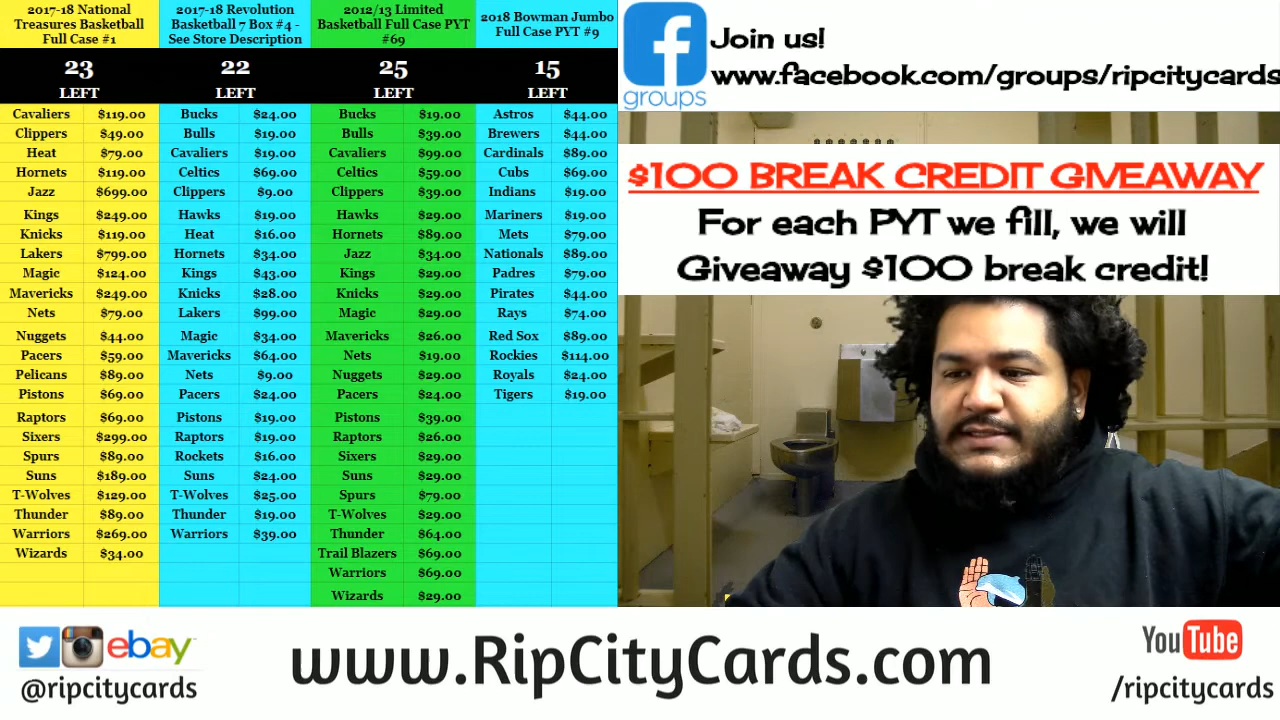 2017-18 National
Treasures Basketball
Full Case #1
23
LEFT
Cavaliers $119.00
Clippers $49.00
Heat $79.00
Hornets $119.00
Jazz $699.00
Kings $249.00
Knicks $119.00
Lakers $799.00
Magic $124.00
Mavericks $249.00
Nets $79.00
Nuggets $44.00
Pacers $59.00
Pelicans $89.00
Pistons $69.00
Raptors $69.00
Sixers $299.00
Spurs $89.00
Suns $189.00
T-Wolves $129.00
Thunder $89.00
Warriors $269.00
Wizards $34.00
2017-18 Revolution
Basketball 7 Box #4 -
See Store Description
22
LEFT
Bucks $24.00
Bulls $19.00
Cavaliers $19.00
Celtics $69.00
Clippers $9.00
Hawks $19.00
Heat $16.00
Hornets $34.00
Kings $43.00
Knicks $28.00
Lakers $99.00
Magic $34.00
Mavericks $64.00
Nets $9.00
Pacers $24.00
Pistons $19.00
Raptors $19.00
Rockets $16.00
Suns $24.00
T-Wolves $25.00
Thunder $19.00
Warriors $39.00
2012/13 Limited
Basketball Full Case PYT
#69
25
LEFT
Bucks $19.00
Bulls $39.00
Cavaliers $99.00
Celtics $59.00
Clippers $39.00
Hawks $29.00
Hornets $89.00
Jazz $34.00
Kings $29.00
Knicks $29.00
Magic $29.00
Mavericks $26.00
Nets $19.00
Nuggets $29.00
Pacers $24.00
Pistons $39.00
Raptors $26.00
Sixers $29.00
Suns $29.00
Spurs $79.00
T-Wolves $29.00
Thunder $64.00
Trail Blazers $69.00
Warriors $69.00
Wizards $29.00
2018 Bowman Jumbo
Full Case PYT #9
15
LEFT
Astros $44.00
Brewers $44.00
Cardinals $89.00
Cubs $69.00
Indians $19.00
Mariners $19.00
Mets $79.00
Nationals $89.00
Padres $79.00
Pirates $44.00
Rays $74.00
Red Sox $89.00
Rockies $114.00
Royals $24.00
Tigers $19.00
f
groups
Join us!
www.facebook.com/groups/ripcitycards
$100 BREAK CREDIT GIVEAWAY
For each PYT we fill, we will
Giveaway $100 break credit!
ebay
@ripcitycards
www.RipCityCards.com
YouTube
/ripcitycards